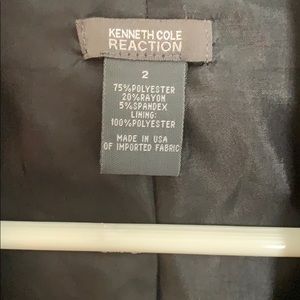 KENNETH COLE
REACTION
2
75%POLYESTER
20%RAYON
5%SPANDEX
LINING:
100%POLYESTER
MADE IN USA
OF IMPORTED FABRIC